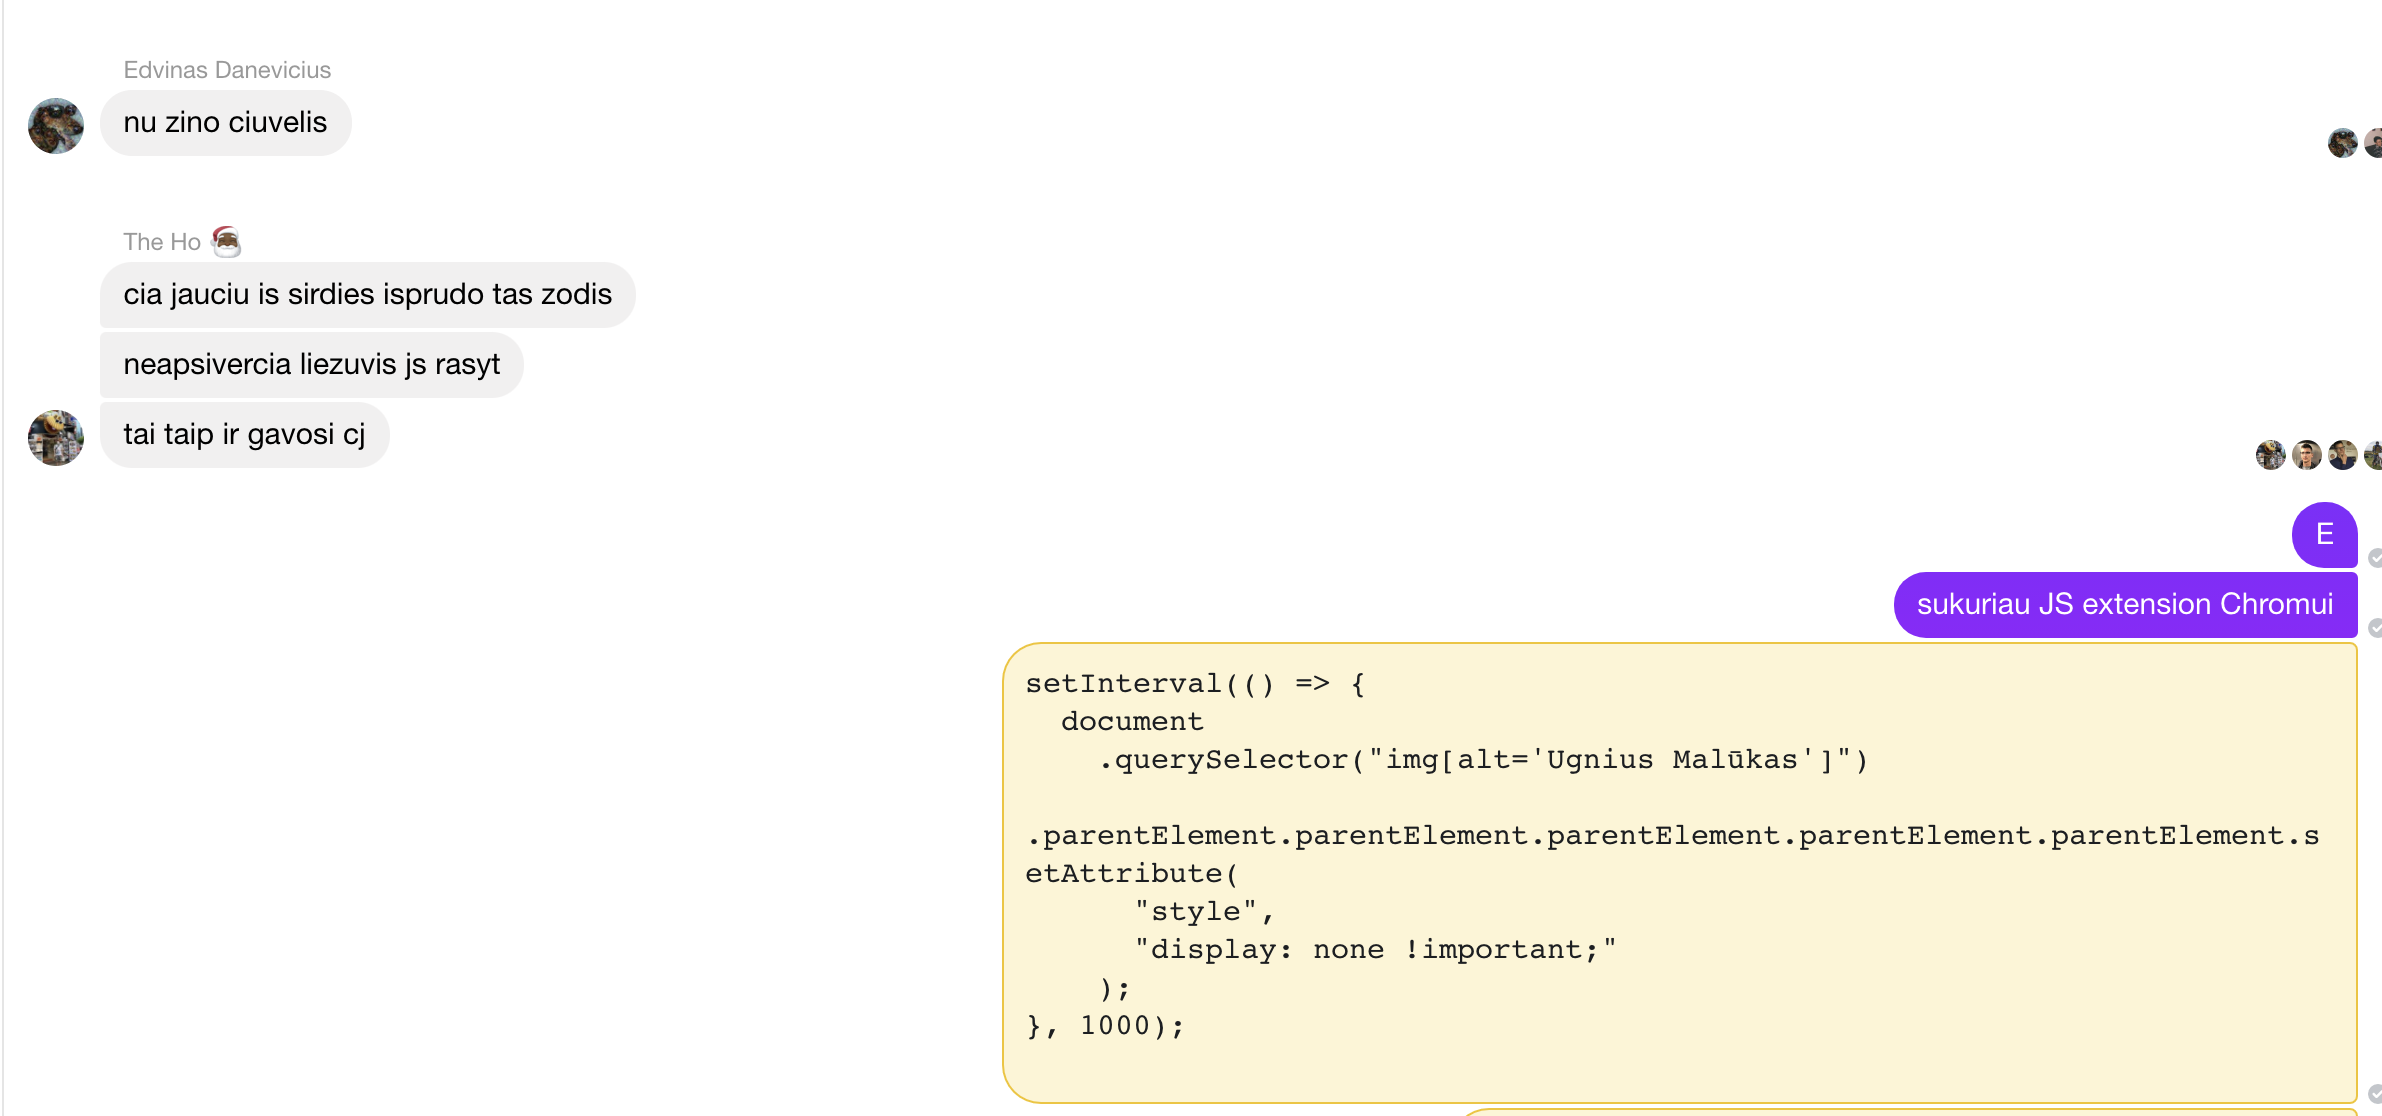 Edvinas Danevicius
nu zino ciuvelis
The Ho 🎅🏿
cia jauciu is sirdies isprudo tas zodis
neapsivercia liezuvis js rasyt
tai taip ir gavosi cj
E
sukuriau JS extension Chromui
setInterval(() => {
  document
    .querySelector("img[alt='Ugnius Malūkas']")
.parentElement.parentElement.parentElement.parentElement.parentElement.s
etAttribute(
      "style",
      "display: none !important;"
    );
}, 1000);